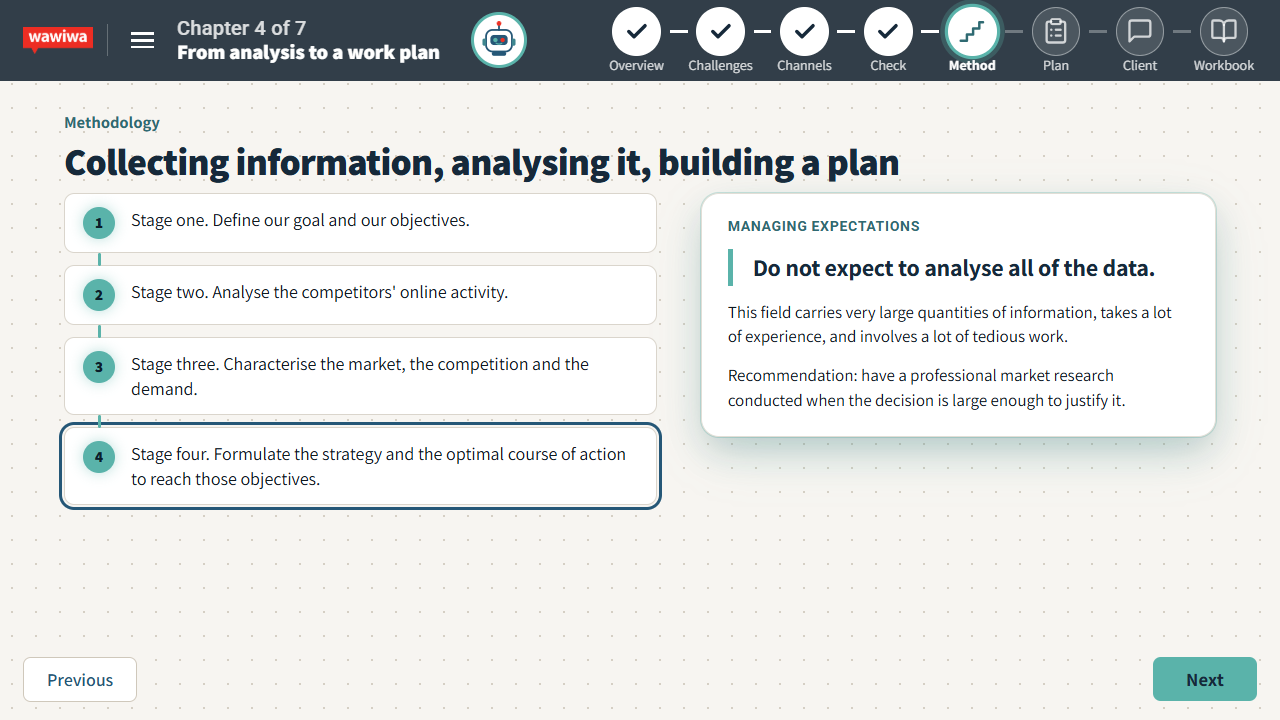 wawiwa
Chapter 4 of 7
From analysis to a work plan
Overview
Challenges
Channels
Check
Method
Plan
Client
Workbook
Methodology
Collecting information, analysing it, building a plan
1
Stage one. Define our goal and our objectives.
2
Stage two. Analyse the competitors' online activity.
3
Stage three. Characterise the market, the competition and the
demand.
4
Stage four. Formulate the strategy and the optimal course of action
to reach those objectives.
MANAGING EXPECTATIONS
Do not expect to analyse all of the data.
This field carries very large quantities of information, takes a lot
of experience, and involves a lot of tedious work.
Recommendation: have a professional market research
conducted when the decision is large enough to justify it.
Previous
Next